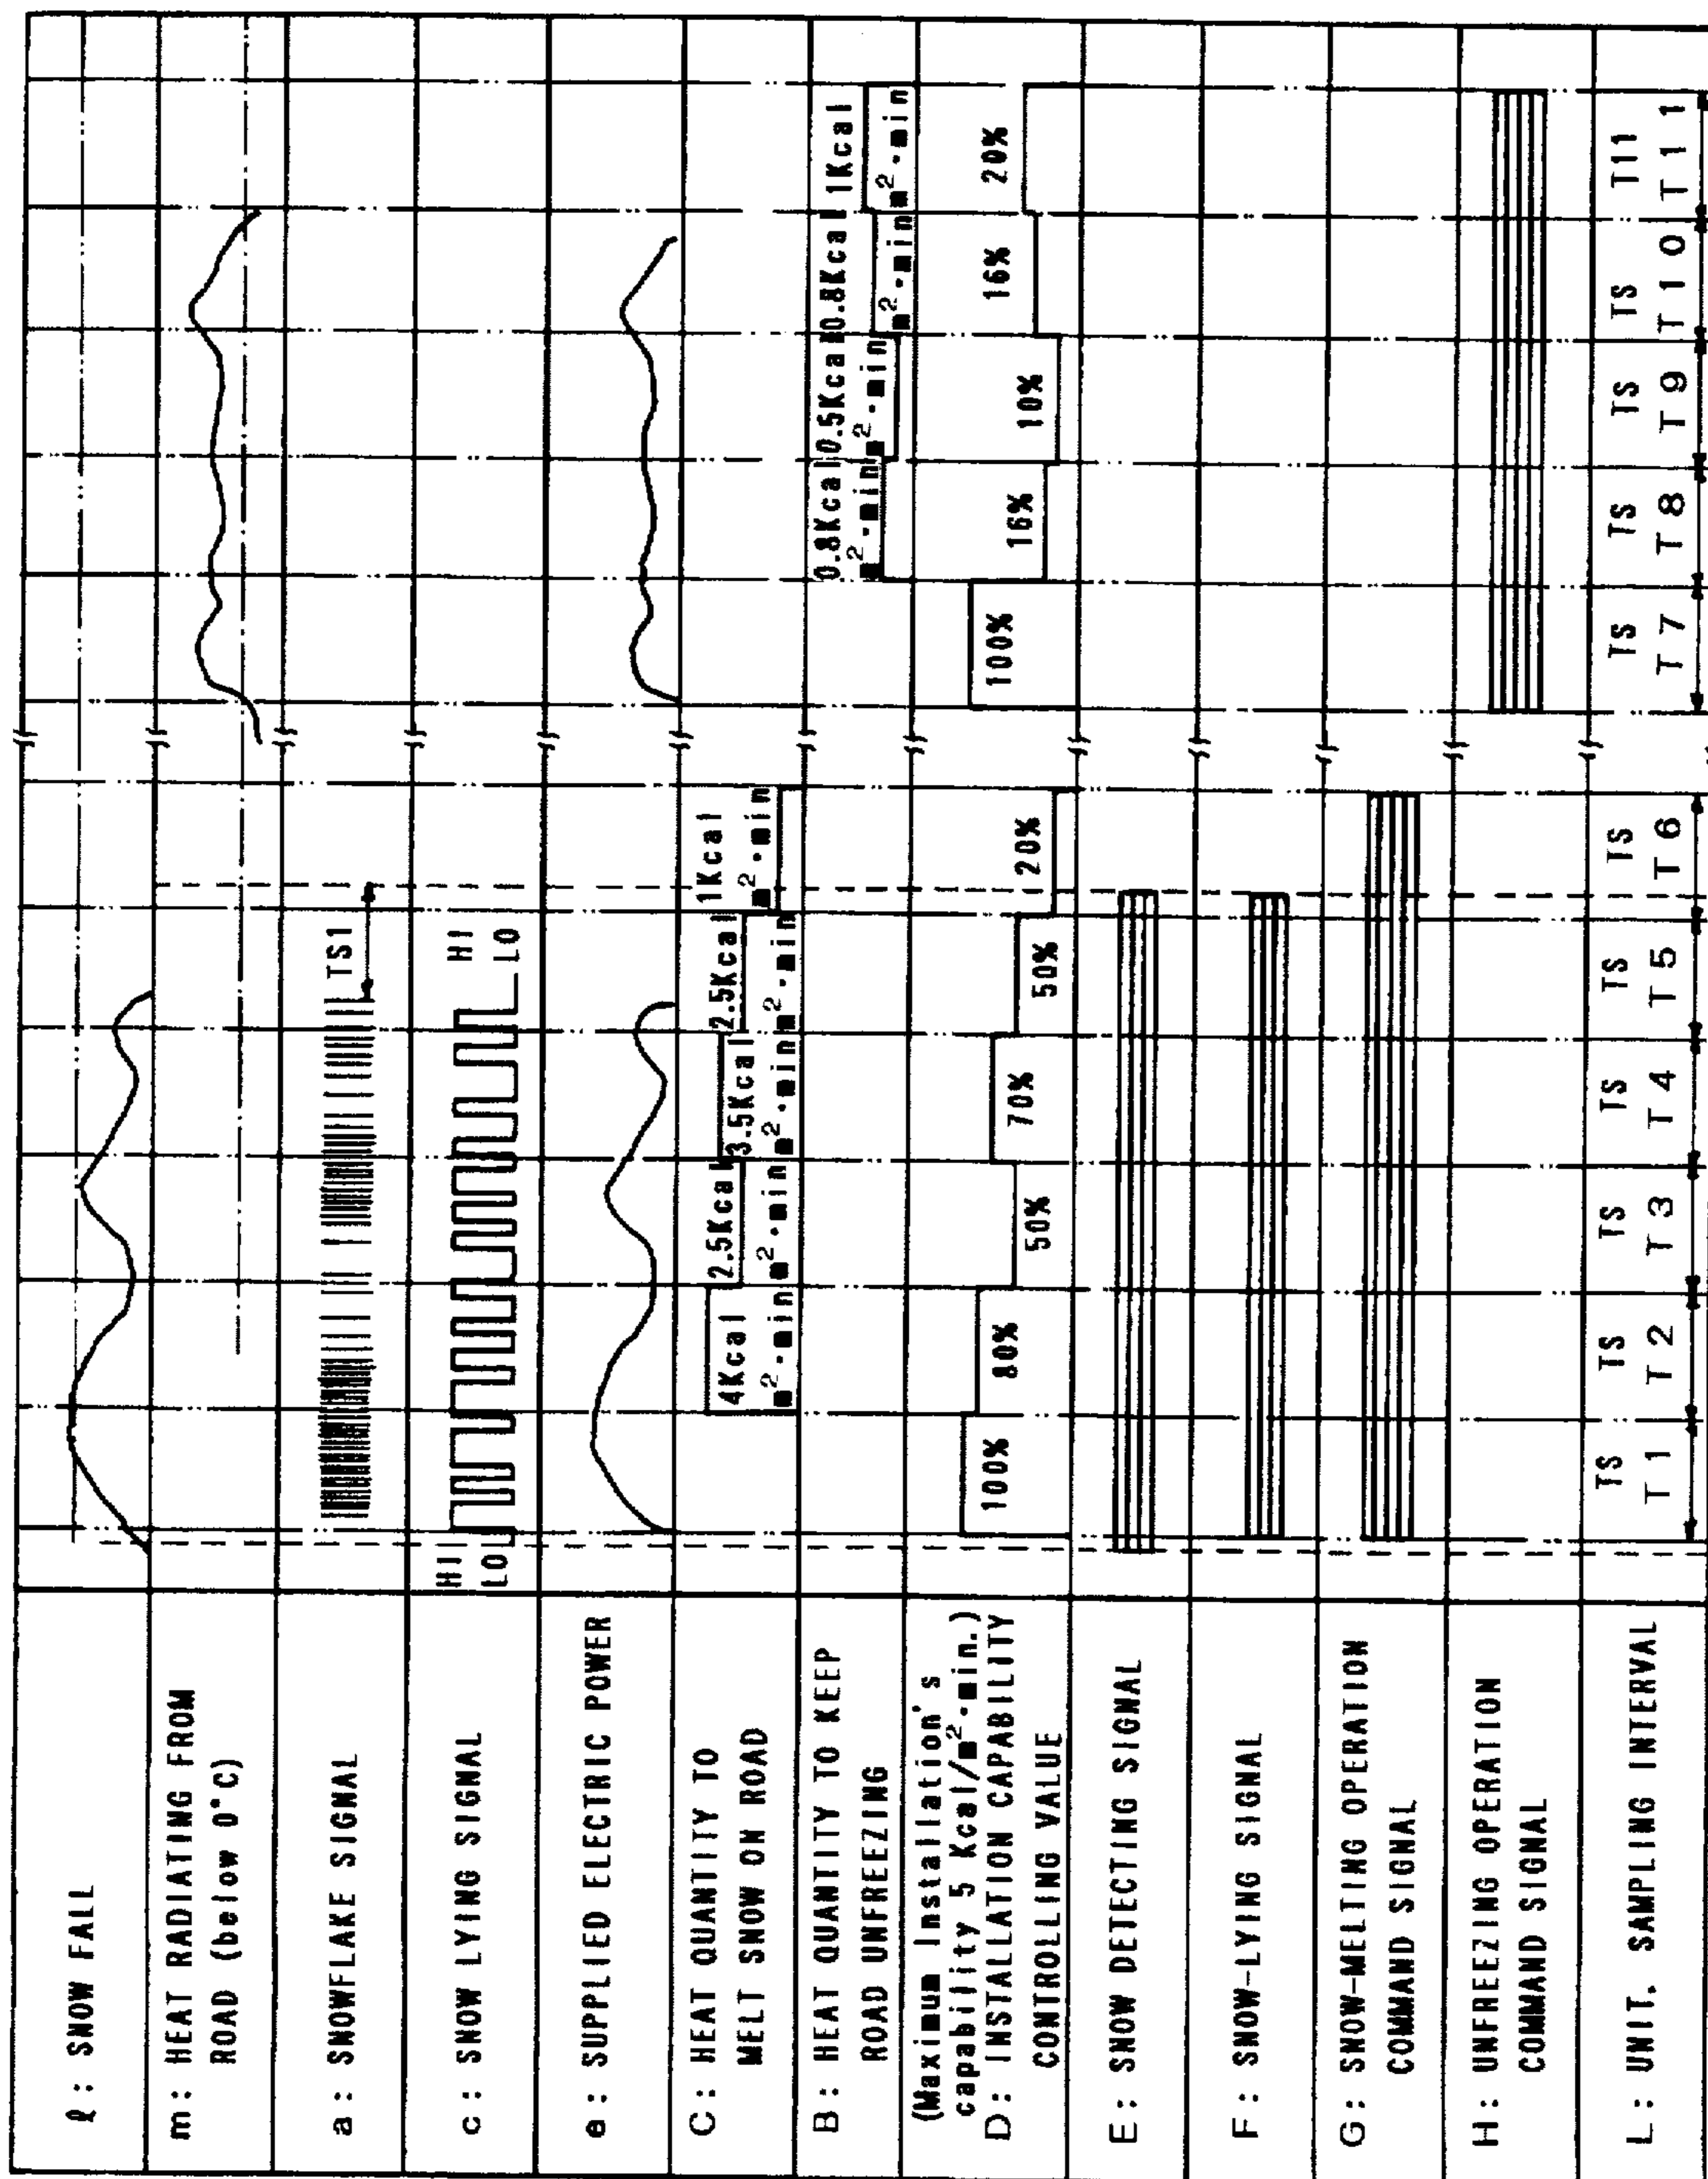 ℓ: SNOW FALL
m: HEAT RADIATING FROM
ROAD (below 0°C)
a: SNOWFLAKE SIGNAL
TS1
c: SNOW LYING SIGNAL
HI
LO
HI
LO
e: SUPPLIED ELECTRIC POWER
C: HEAT QUANTITY TO
MELT SNOW ON ROAD
4Kcal
m²·min
2.5Kcal
m²·min
3.5Kcal
m²·min
2.5Kcal
m²·min
1Kcal
m²·min
B: HEAT QUANTITY TO KEEP
ROAD UNFREEZING
0.8Kcal
m²·min
0.5Kcal
m²·min
0.8Kcal
m²·min
1Kcal
m²·min
(Maximum Installation's
capability 5 Kcal/m²·min.)
D: INSTALLATION CAPABILITY
CONTROLLING VALUE
100%
80%
50%
70%
50%
20%
100%
16%
10%
16%
20%
E: SNOW DETECTING SIGNAL
F: SNOW-LYING SIGNAL
G: SNOW-MELTING OPERATION
COMMAND SIGNAL
H: UNFREEZING OPERATION
COMMAND SIGNAL
L: UNIT. SAMPLING INTERVAL
TS TS TS TS TS TS TS TS TS TS T11
T1 T2 T3 T4 T5 T6 T7 T8 T9 T10 T11